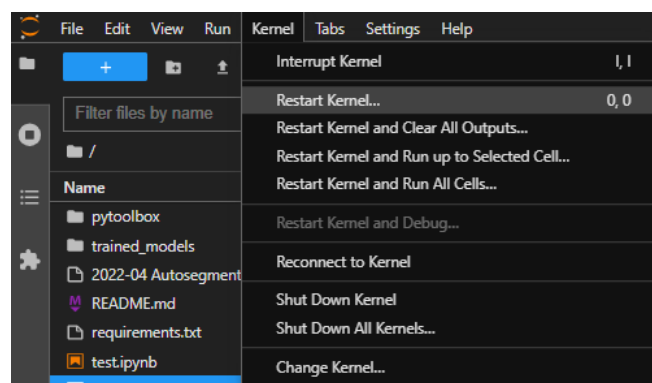 File Edit View Run Kernel Tabs Settings Help
Interrupt Kernel I, I
Restart Kernel... 0, 0
Restart Kernel and Clear All Outputs...
Restart Kernel and Run up to Selected Cell...
Restart Kernel and Run All Cells...
Restart Kernel and Debug...
Reconnect to Kernel
Shut Down Kernel
Shut Down All Kernels...
Change Kernel...
+
Filter files by name
/
Name
pytoolbox
trained_models
2022-04 Autosegment
M README.md
requirements.txt
test.ipynb